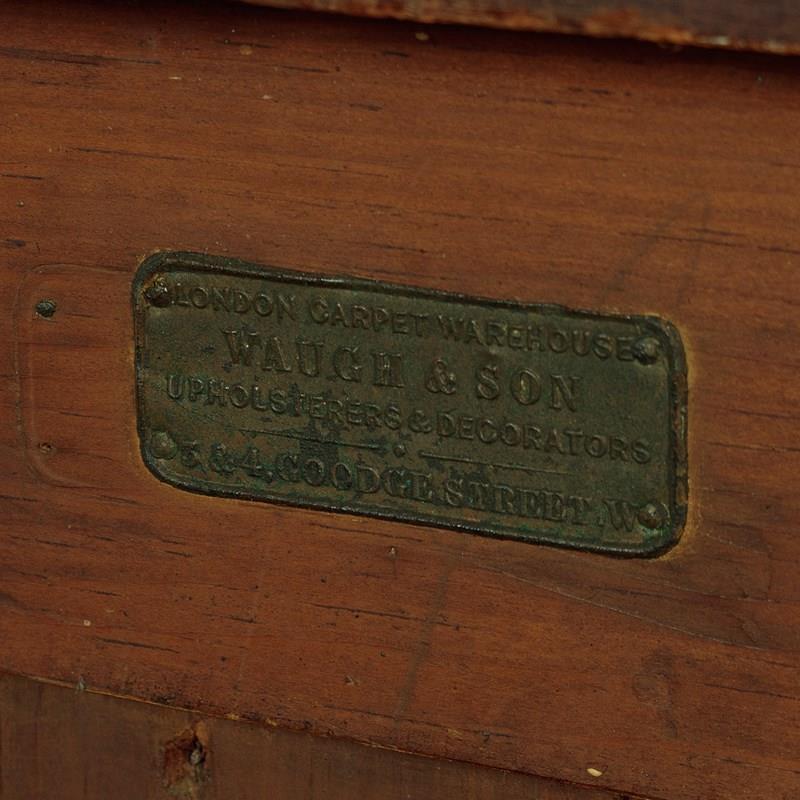 LONDON CARPET WAREHOUSE
WAUGH & SON
UPHOLSTERERS & DECORATORS
3 & 4, GOODGE STREET. W